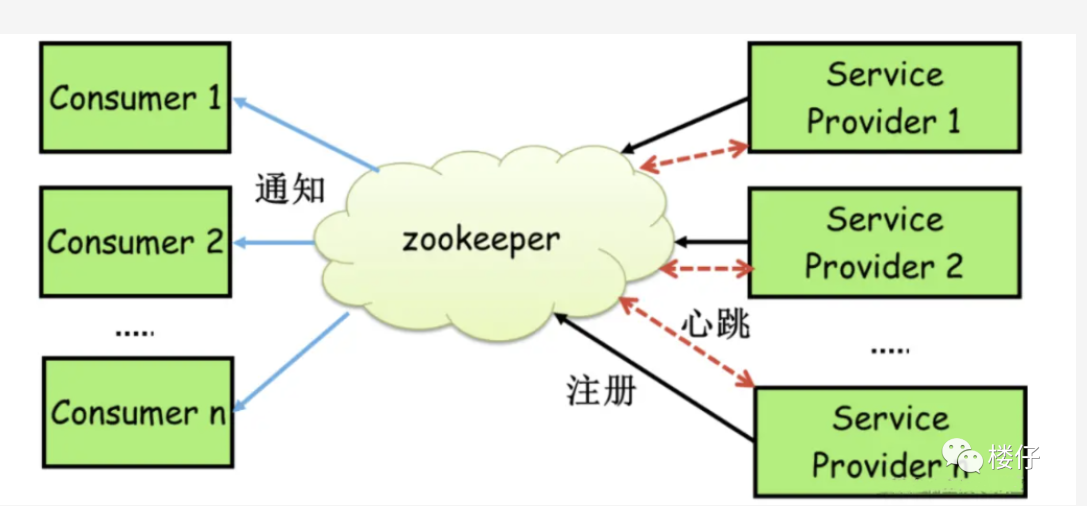 Consumer 1
Service
Provider 1
通知
Consumer 2
zookeeper
Service
Provider 2
.....
心跳
.....
注册
Consumer n
Service
Provider n
楼仔